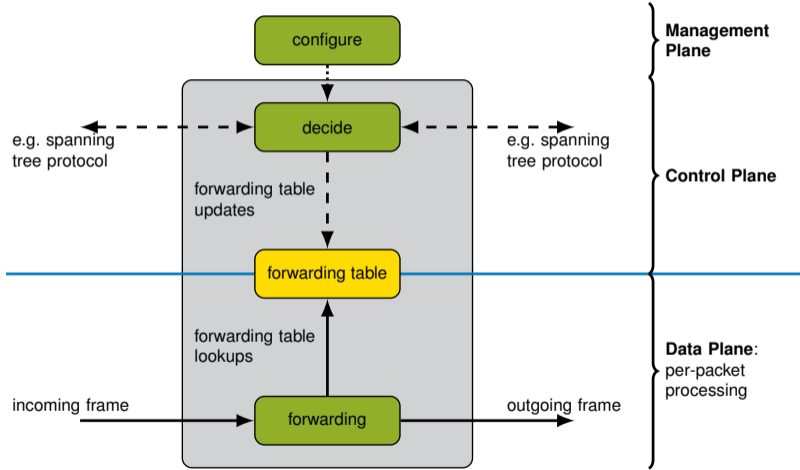 configure
Management
Plane
decide
e.g. spanning
tree protocol
e.g. spanning
tree protocol
Control Plane
forwarding table
updates
forwarding table
forwarding table
lookups
Data Plane:
per-packet
processing
incoming frame
forwarding
outgoing frame